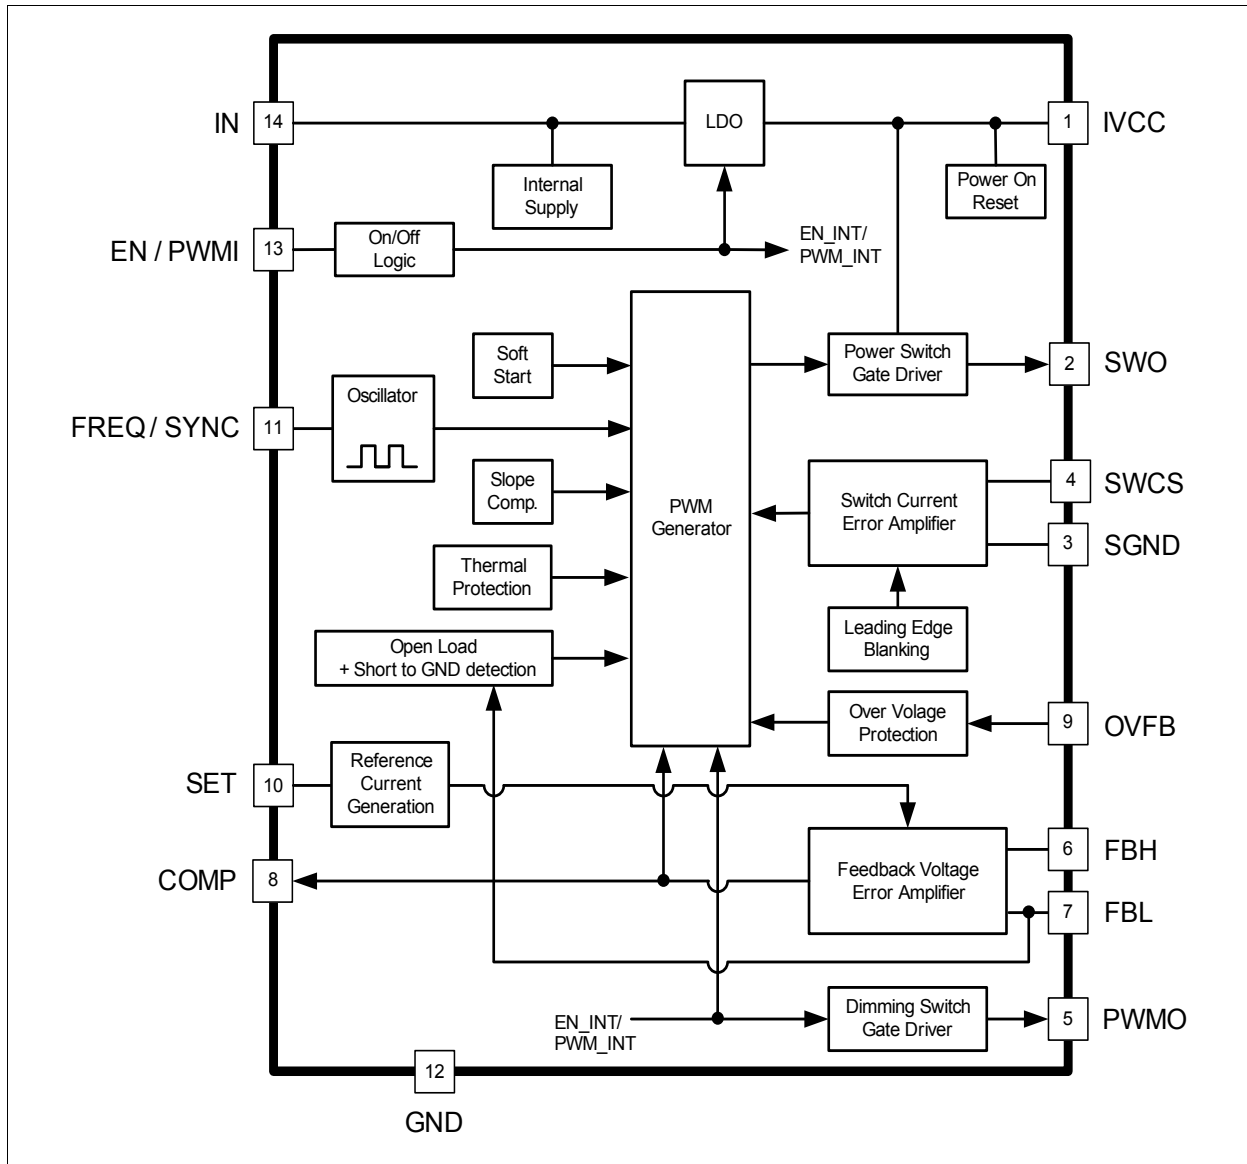 IN
14
LDO
1
IVCC
Internal
Supply
Power On
Reset
EN / PWMI
13
On/Off
Logic
EN_INT/
PWM_INT
Soft
Start
Power Switch
Gate Driver
2
SWO
FREQ / SYNC
11
Oscillator
Slope
Comp.
PWM
Generator
Switch Current
Error Amplifier
4
SWCS
3
SGND
Thermal
Protection
Leading Edge
Blanking
Open Load
+ Short to GND detection
Over Volage
Protection
9
OVFB
SET
10
Reference
Current
Generation
COMP
8
Feedback Voltage
Error Amplifier
6
FBH
7
FBL
EN_INT/
PWM_INT
Dimming Switch
Gate Driver
5
PWMO
12
GND